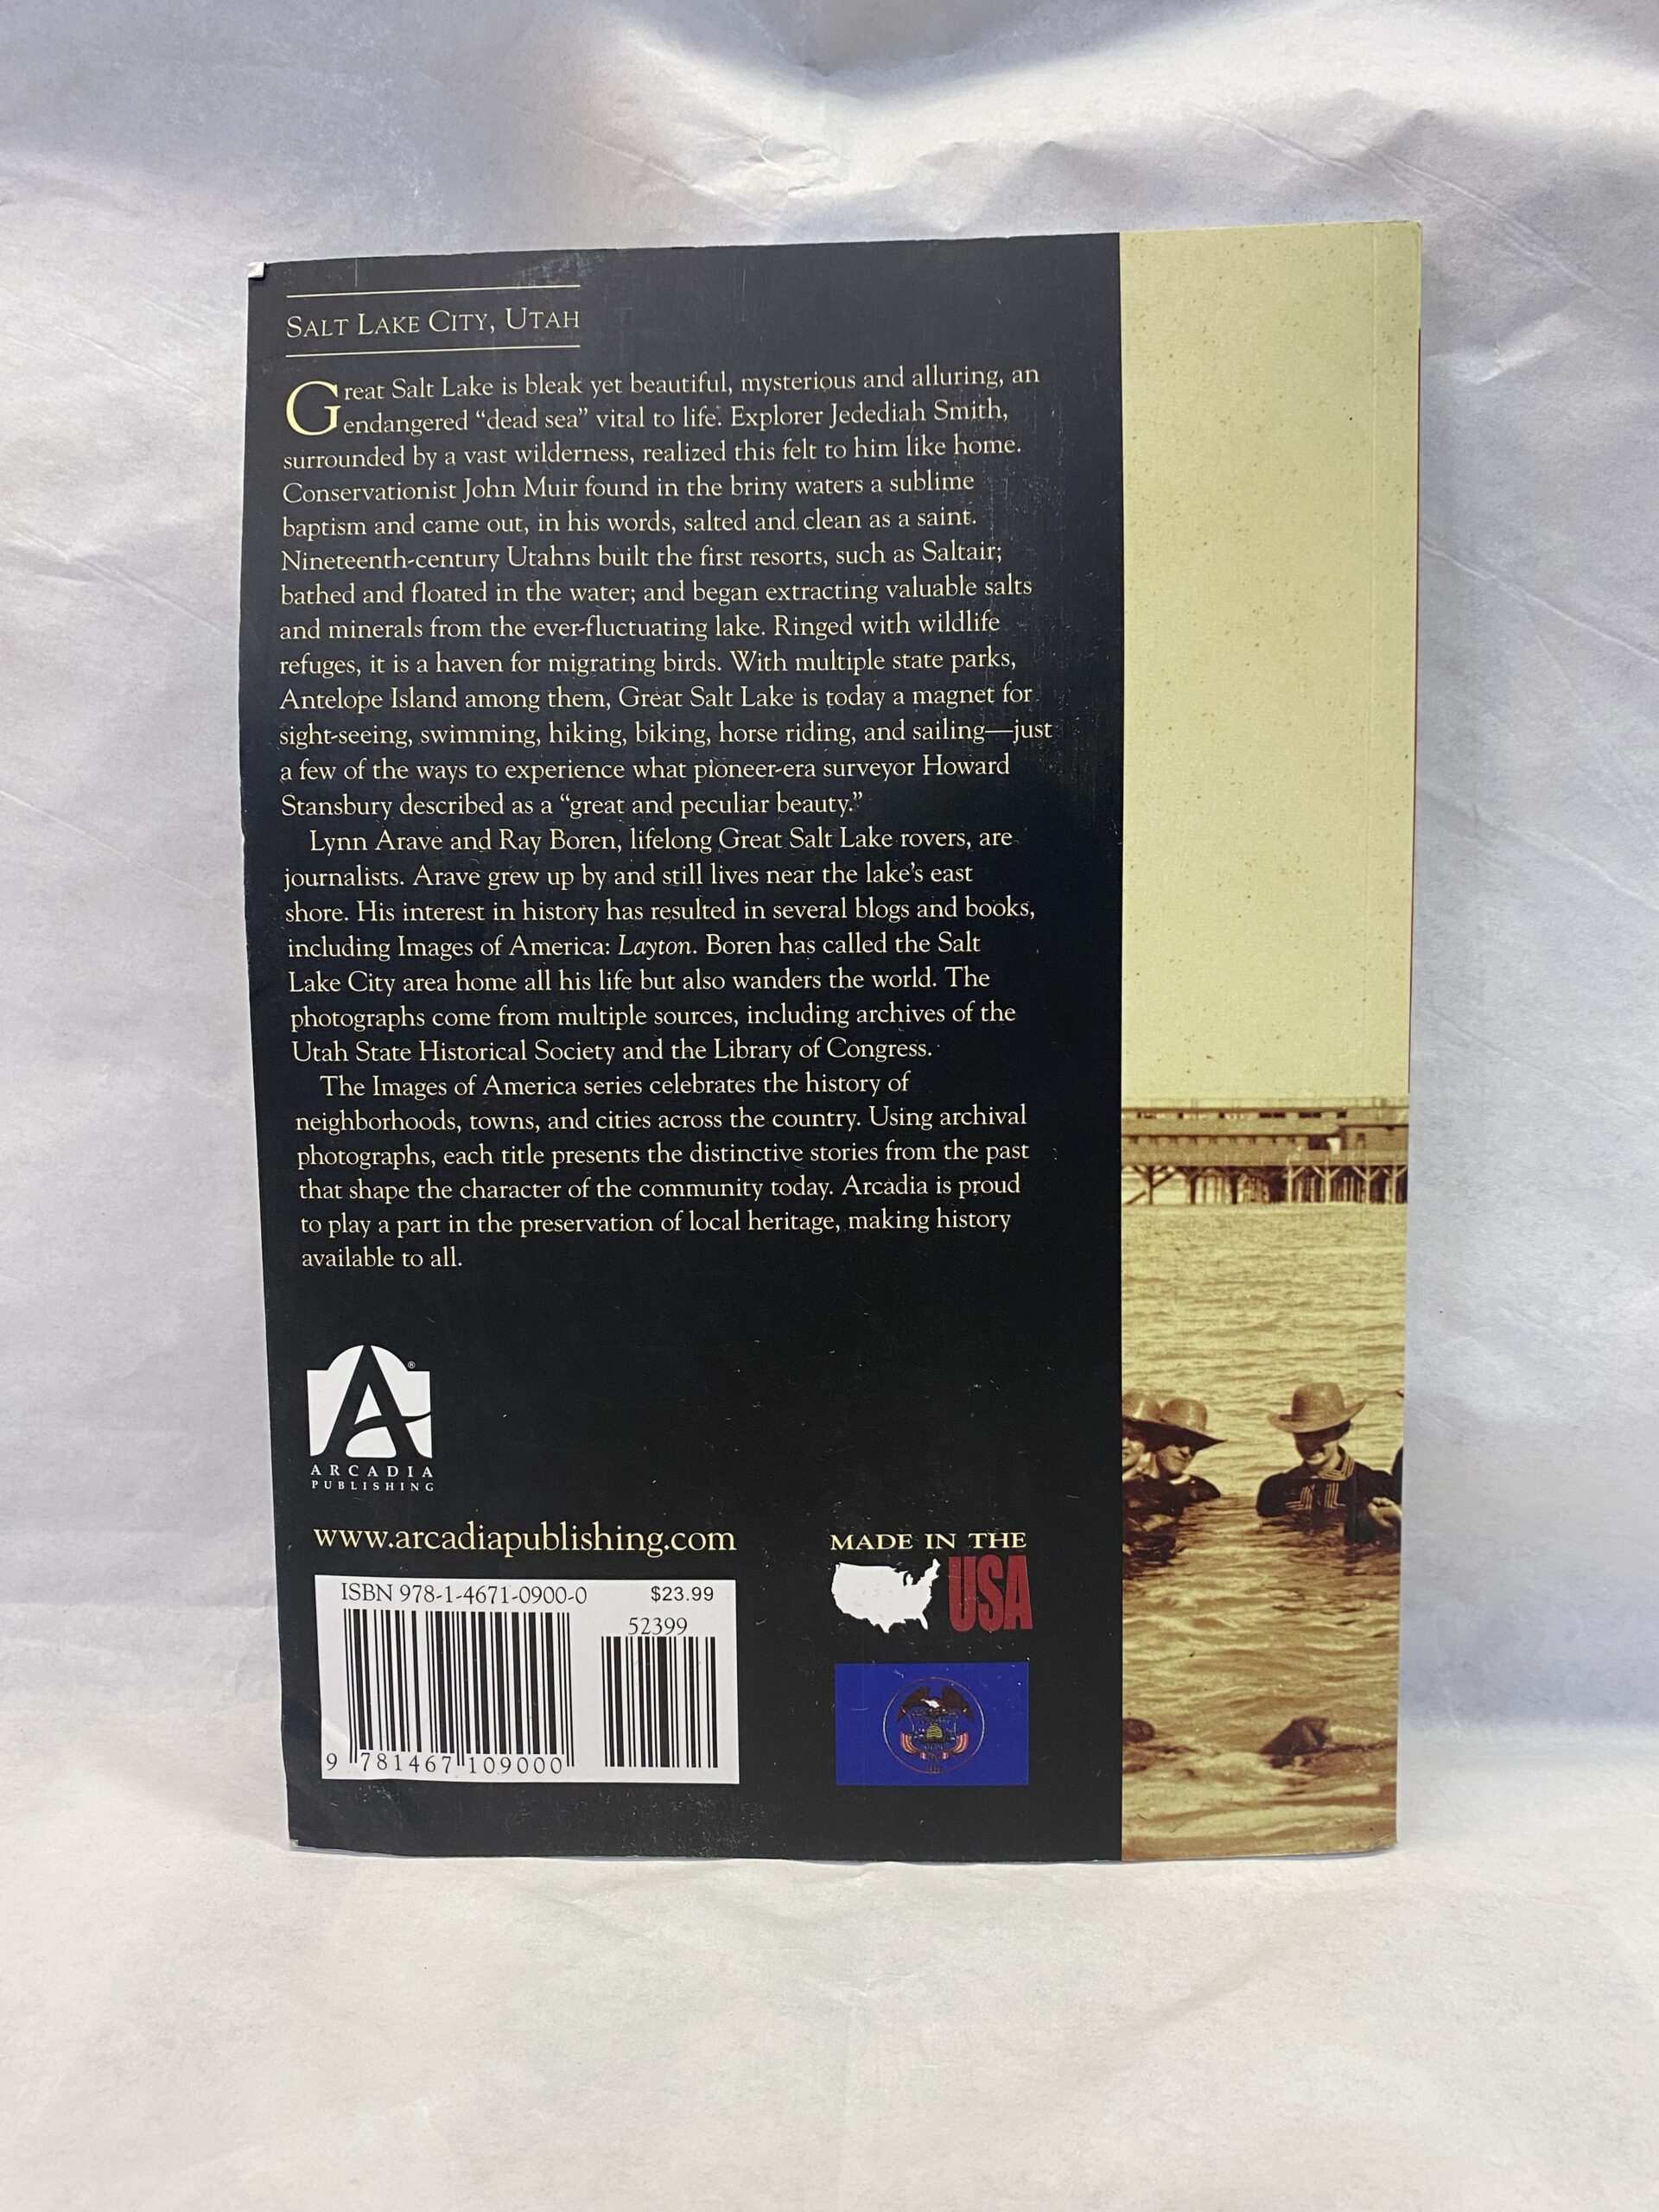 SALT LAKE CITY, UTAH
Great Salt Lake is bleak yet beautiful, mysterious and alluring, an
endangered “dead sea” vital to life. Explorer Jedediah Smith,
surrounded by a vast wilderness, realized this felt to him like home.
Conservationist John Muir found in the briny waters a sublime
baptism and came out, in his words, salted and clean as a saint.
Nineteenth-century Utahns built the first resorts, such as Saltair;
bathed and floated in the water; and began extracting valuable salts
and minerals from the ever-fluctuating lake. Ringed with wildlife
refuges, it is a haven for migrating birds. With multiple state parks,
Antelope Island among them, Great Salt Lake is today a magnet for
sight-seeing, swimming, hiking, biking, horse riding, and sailing—just
a few of the ways to experience what pioneer-era surveyor Howard
Stansbury described as a “great and peculiar beauty.”
Lynn Arave and Ray Boren, lifelong Great Salt Lake rovers, are
journalists. Arave grew up by and still lives near the lake’s east
shore. His interest in history has resulted in several blogs and books,
including Images of America: Layton. Boren has called the Salt
Lake City area home all his life but also wanders the world. The
photographs come from multiple sources, including archives of the
Utah State Historical Society and the Library of Congress.
The Images of America series celebrates the history of
neighborhoods, towns, and cities across the country. Using archival
photographs, each title presents the distinctive stories from the past
that shape the character of the community today. Arcadia is proud
to play a part in the preservation of local heritage, making history
available to all.
A®
ARCADIA
PUBLISHING
www.arcadiapublishing.com
MADE IN THE
USA
ISBN 978-1-4671-0900-0 $23.99
52399
9 781467 109000